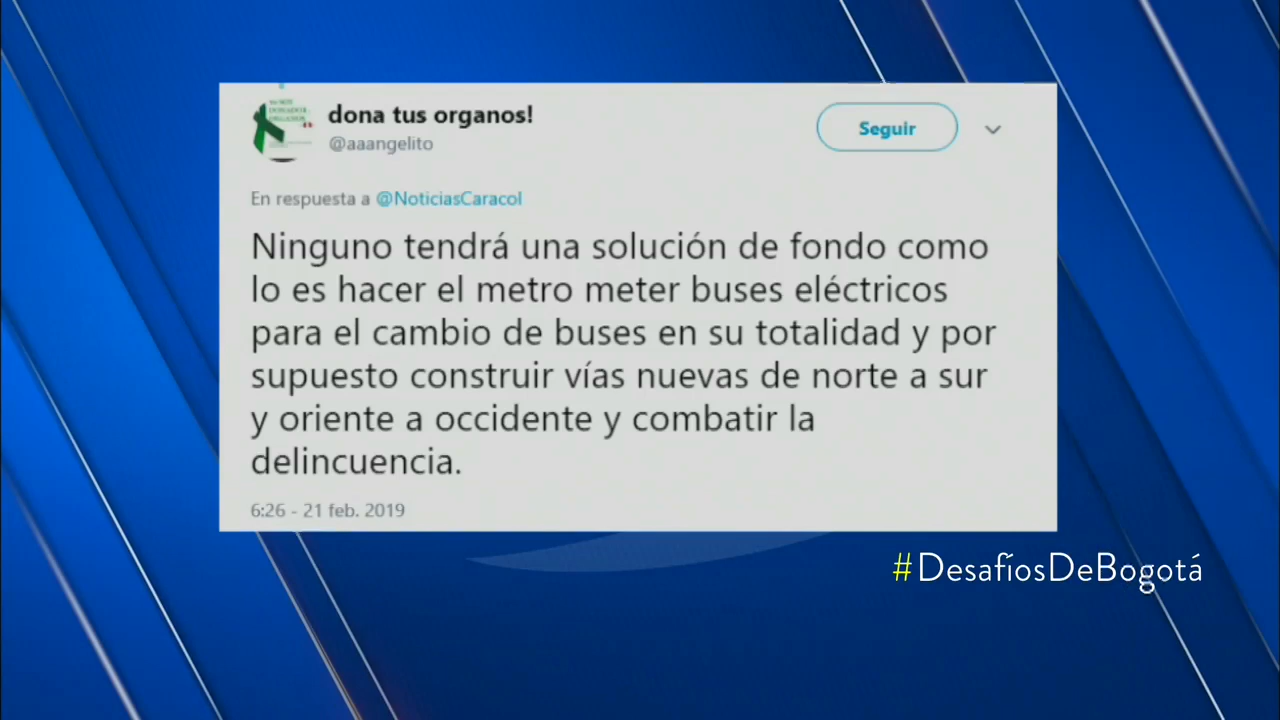 dona tus organos!
@aaangelito
Seguir
En respuesta a @NoticiasCaracol
Ninguno tendrá una solución de fondo como
lo es hacer el metro meter buses eléctricos
para el cambio de buses en su totalidad y por
supuesto construir vías nuevas de norte a sur
y oriente a occidente y combatir la
delincuencia.
6:26 - 21 feb. 2019
#DesafíosDeBogotá